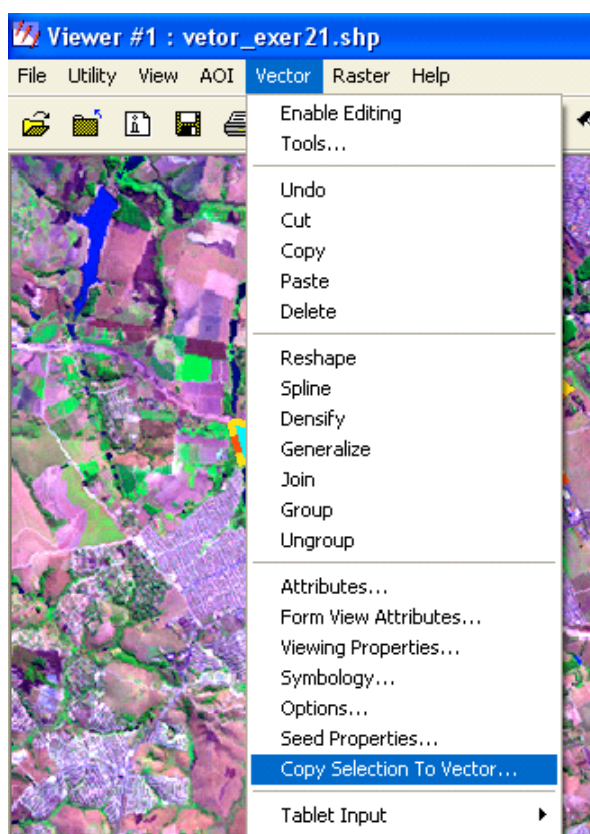 Viewer #1 : vetor_exer21.shp
File Utility View AOI Vector Raster Help
Enable Editing
Tools...
Undo
Cut
Copy
Paste
Delete
Reshape
Spline
Densify
Generalize
Join
Group
Ungroup
Attributes...
Form View Attributes...
Viewing Properties...
Symbology...
Options...
Seed Properties...
Copy Selection To Vector...
Tablet Input